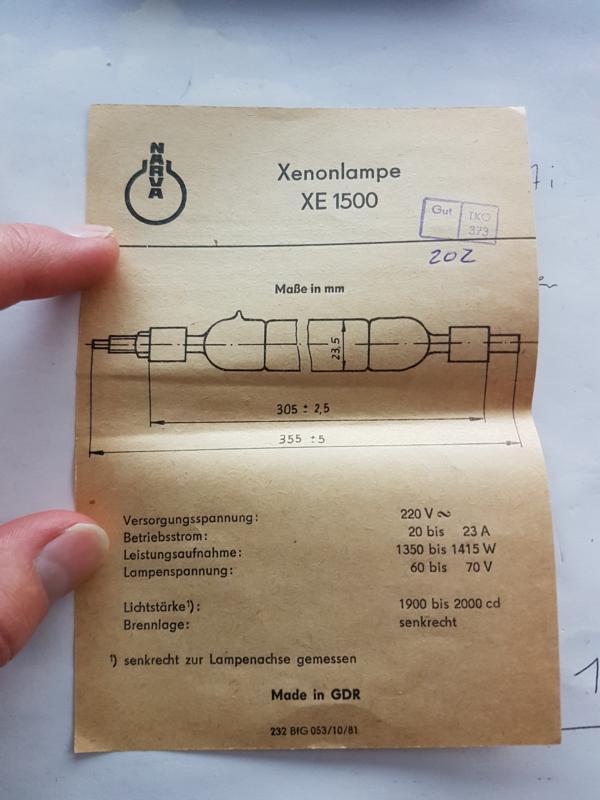 NARVA
Xenonlampe
XE 1500
Gut TKO
373
202
Maße in mm
23,5
305 ± 2,5
355 ±5
Versorgungsspannung: 220 V ~
Betriebsstrom: 20 bis 23 A
Leistungsaufnahme: 1350 bis 1415 W
Lampenspannung: 60 bis 70 V
Lichtstärke¹): 1900 bis 2000 cd
Brennlage: senkrecht
¹) senkrecht zur Lampenachse gemessen
Made in GDR
232 BfG 053/10/81